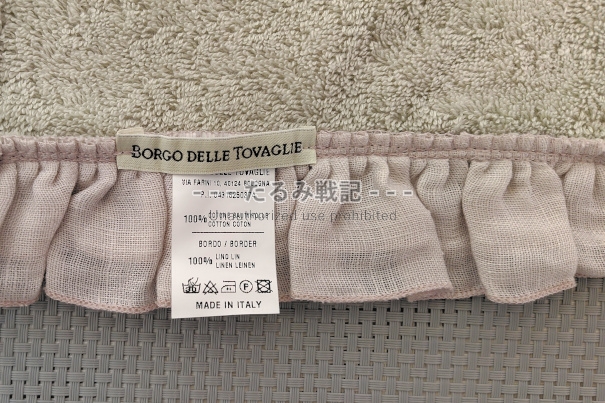 BORGO DELLE TOVAGLIE
VIA FARINI 10, 40124 BOLOGNA
- - - たるみ戦記 - - -
Unauthorized use prohibited
100%
COTTON COTON
BORDO / BORDER
100% LINO LIN
LINEN LEINEN
MADE IN ITALY